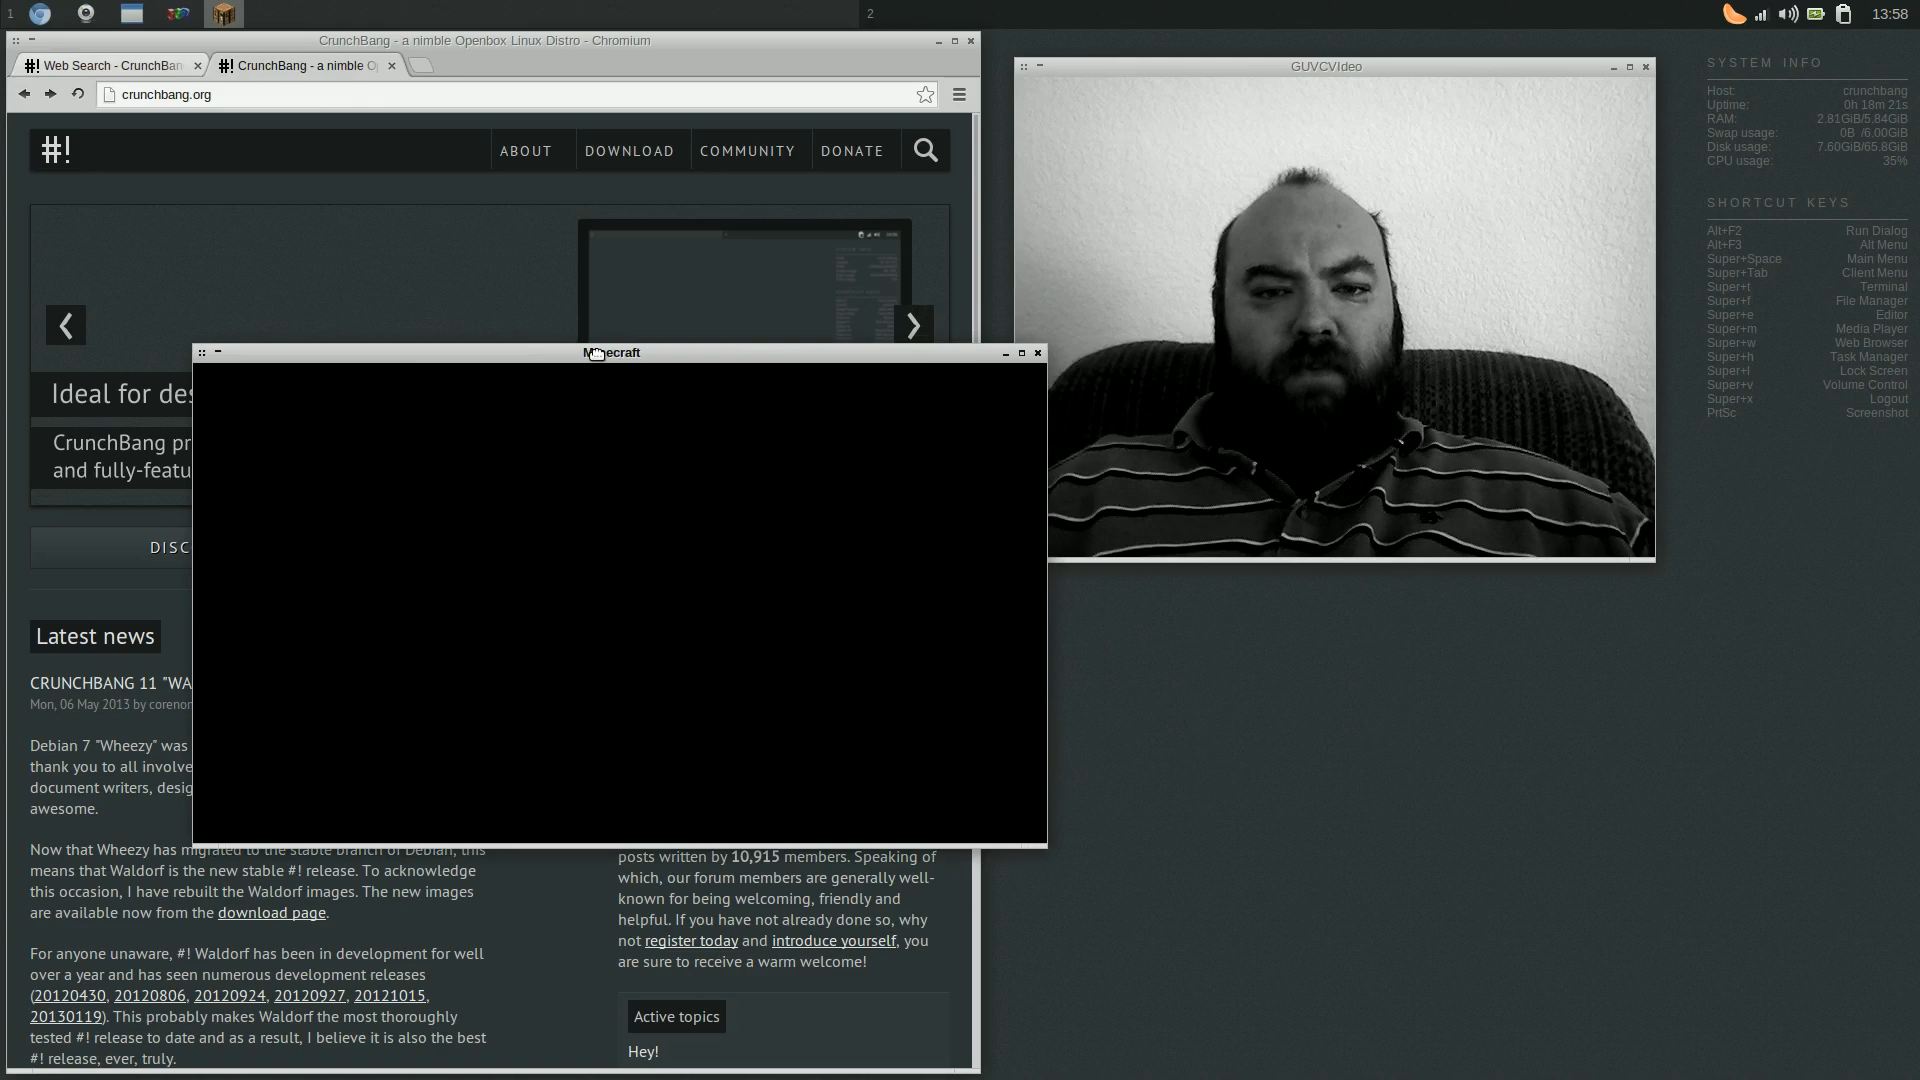 1
2
13:58
CrunchBang - a nimble Openbox Linux Distro - Chromium
#! Web Search - CrunchBan
#! CrunchBang - a nimble O
crunchbang.org
#!
ABOUT
DOWNLOAD
COMMUNITY
DONATE
Ideal for des
CrunchBang pr
and fully-featu
DISC
Latest news
CRUNCHBANG 11 "WA
Mon, 06 May 2013 by corenon
Debian 7 "Wheezy" was
thank you to all involve
document writers, desig
awesome.
Now that Wheezy has migrated to the stable branch of Debian, this
means that Waldorf is the new stable #! release. To acknowledge
this occasion, I have rebuilt the Waldorf images. The new images
are available now from the download page.
For anyone unaware, #! Waldorf has been in development for well
over a year and has seen numerous development releases
(20120430, 20120806, 20120924, 20120927, 20121015,
20130119). This probably makes Waldorf the most thoroughly
tested #! release to date and as a result, I believe it is also the best
#! release, ever, truly.
posts written by 10,915 members. Speaking of
which, our forum members are generally well-
known for being welcoming, friendly and
helpful. If you have not already done so, why
not register today and introduce yourself, you
are sure to receive a warm welcome!
Active topics
Hey!
Minecraft
GUVCVIdeo
SYSTEM INFO
Host: crunchbang
Uptime: 0h 18m 21s
RAM: 2.81GiB/5.84GiB
Swap usage: 0B /6.00GiB
Disk usage: 7.60GiB/65.8GiB
CPU usage: 35%
SHORTCUT KEYS
Alt+F2 Run Dialog
Alt+F3 Alt Menu
Super+Space Main Menu
Super+Tab Client Menu
Super+t Terminal
Super+f File Manager
Super+e Editor
Super+m Media Player
Super+w Web Browser
Super+h Task Manager
Super+l Lock Screen
Super+v Volume Control
Super+x Logout
PrtSc Screenshot